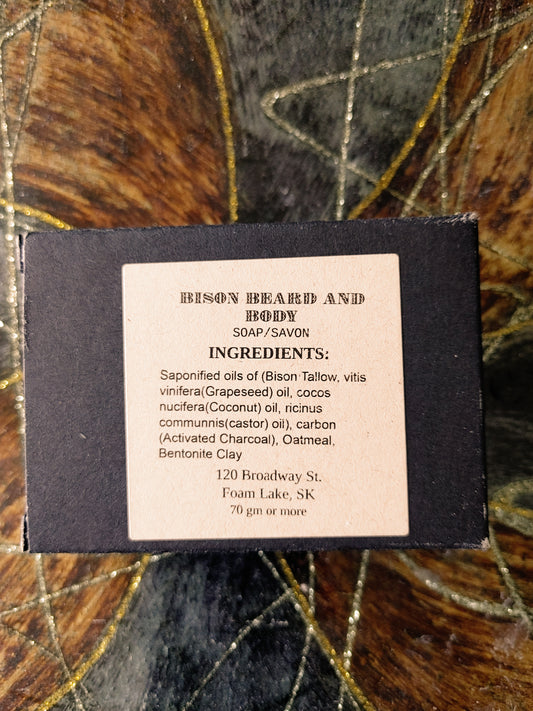 BISON BEARD AND
BODY
SOAP/SAVON
INGREDIENTS:
Saponified oils of (Bison Tallow, vitis
vinifera(Grapeseed) oil, cocos
nucifera(Coconut) oil, ricinus
communnis(castor) oil), carbon
(Activated Charcoal), Oatmeal,
Bentonite Clay
120 Broadway St.
Foam Lake, SK
70 gm or more